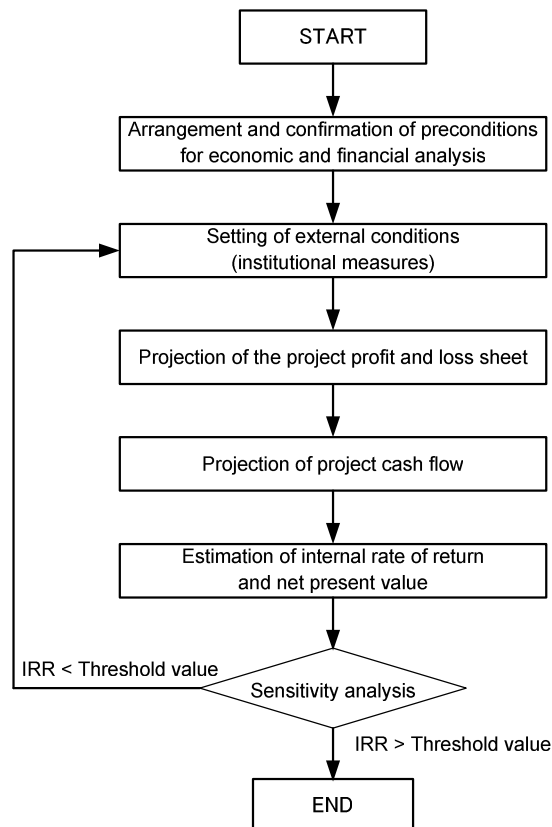 START
Arrangement and confirmation of preconditions
for economic and financial analysis
Setting of external conditions
(institutional measures)
Projection of the project profit and loss sheet
Projection of project cash flow
Estimation of internal rate of return
and net present value
IRR < Threshold value
Sensitivity analysis
IRR > Threshold value
END